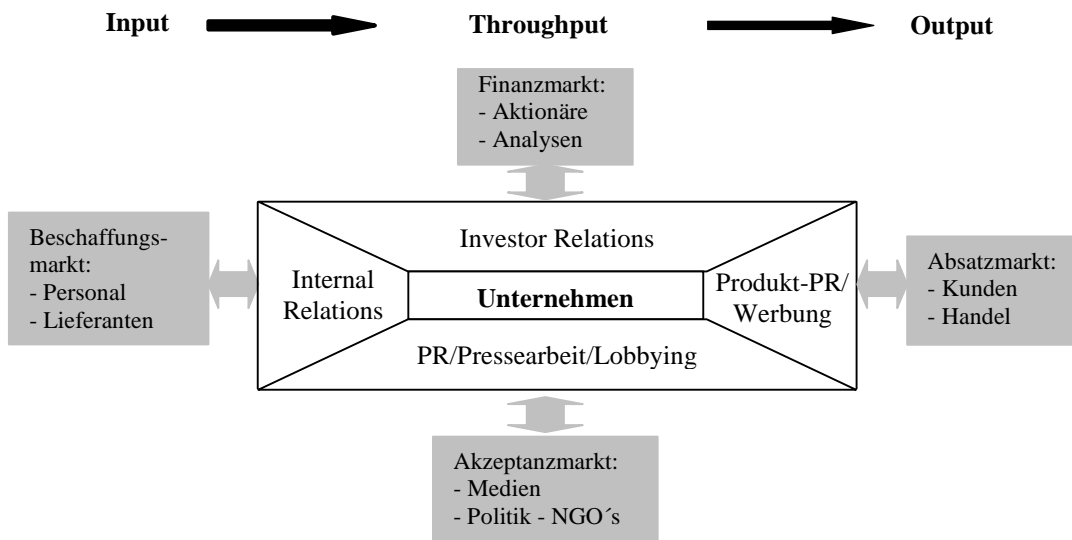 Input
Throughput
Output
Finanzmarkt:
- Aktionäre
- Analysen
Beschaffungs-
markt:
- Personal
- Lieferanten
Investor Relations
Internal
Relations
Unternehmen
Produkt-PR/
Werbung
PR/Pressearbeit/Lobbying
Absatzmarkt:
- Kunden
- Handel
Akzeptanzmarkt:
- Medien
- Politik - NGO´s